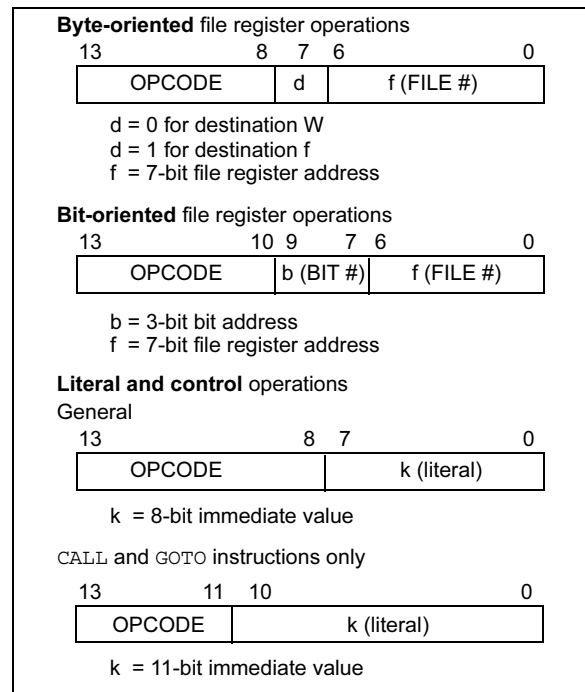 Byte-oriented file register operations
13 8 7 6 0
OPCODE d f (FILE #)
d = 0 for destination W
d = 1 for destination f
f = 7-bit file register address
Bit-oriented file register operations
13 10 9 7 6 0
OPCODE b (BIT #) f (FILE #)
b = 3-bit bit address
f = 7-bit file register address
Literal and control operations
General
13 8 7 0
OPCODE k (literal)
k = 8-bit immediate value
CALL and GOTO instructions only
13 11 10 0
OPCODE k (literal)
k = 11-bit immediate value